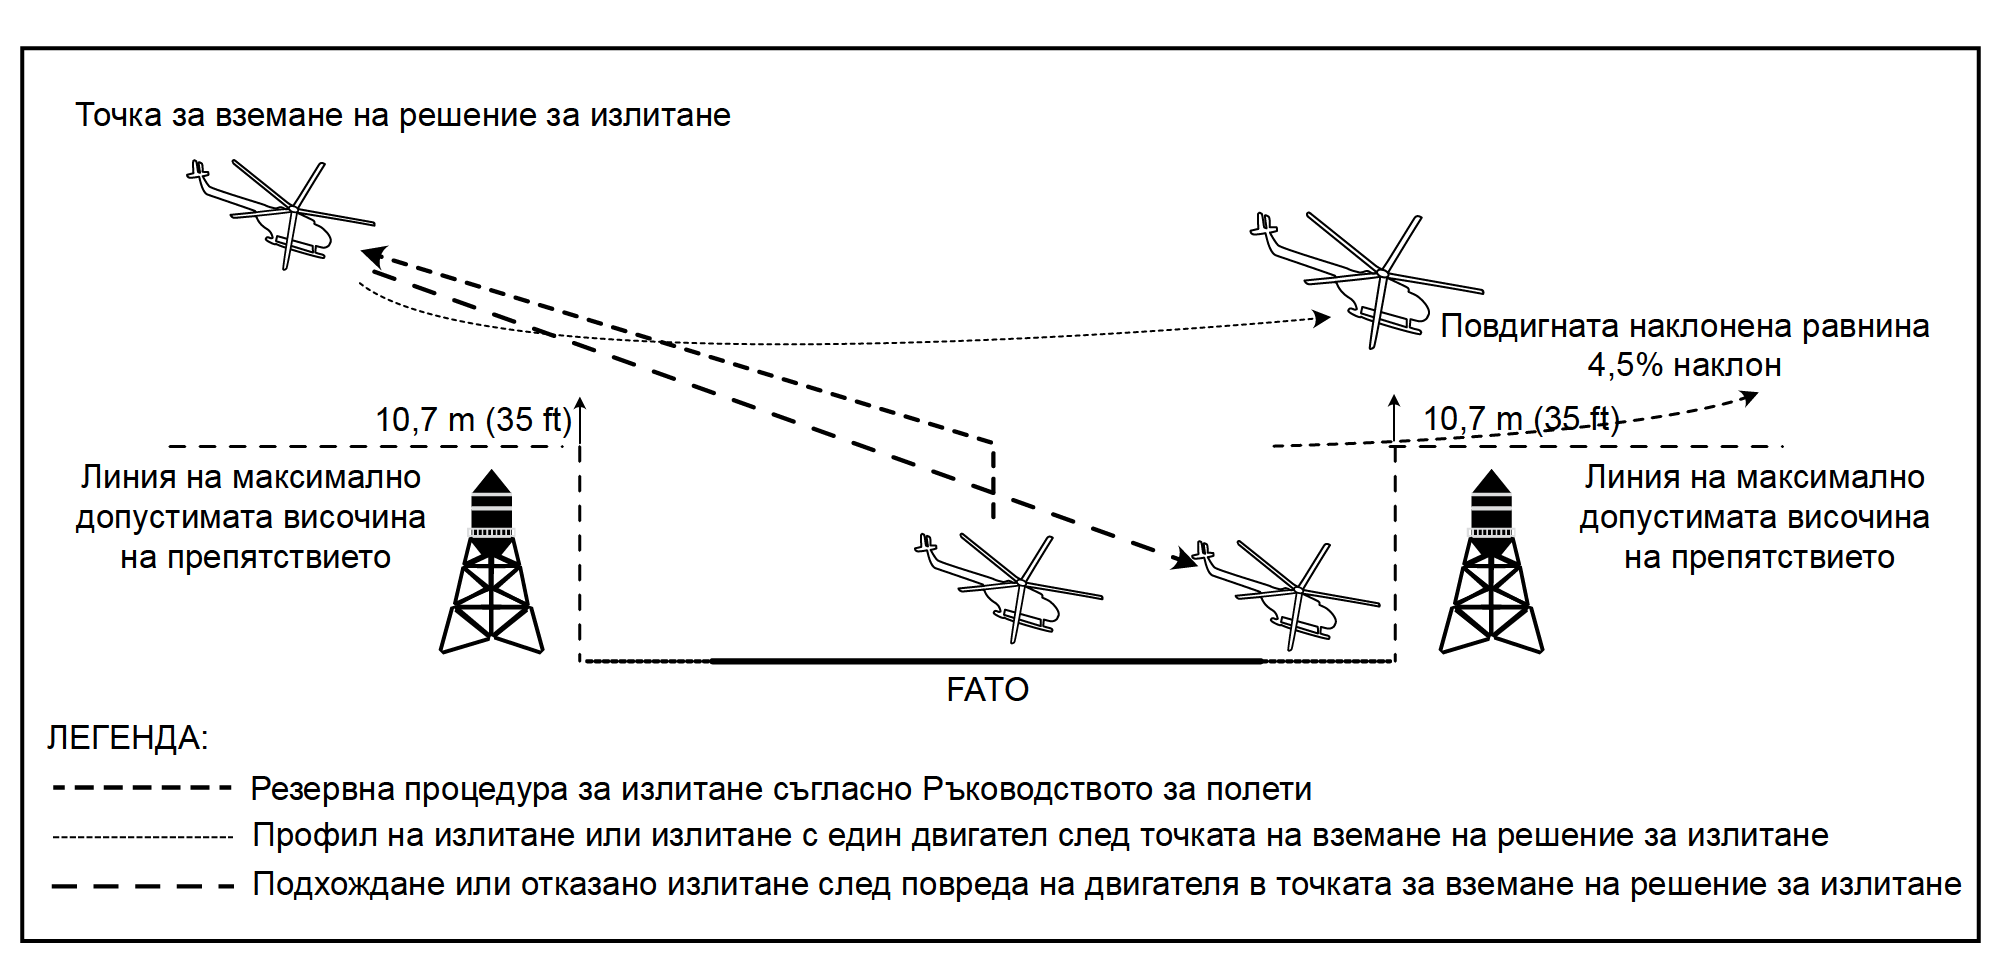 Точка за вземане на решение за излитане
Повдигната наклонена равнина
4,5% наклон
10,7 m (35 ft)
10,7 m (35 ft)
Линия на максимално
допустимата височина
на препятствието
Линия на максимално
допустимата височина
на препятствието
FATO
ЛЕГЕНДА:
Резервна процедура за излитане съгласно Ръководството за полети
Профил на излитане или излитане с един двигател след точката на вземане на решение за излитане
Подхождане или отказано излитане след повреда на двигателя в точката за вземане на решение за излитане